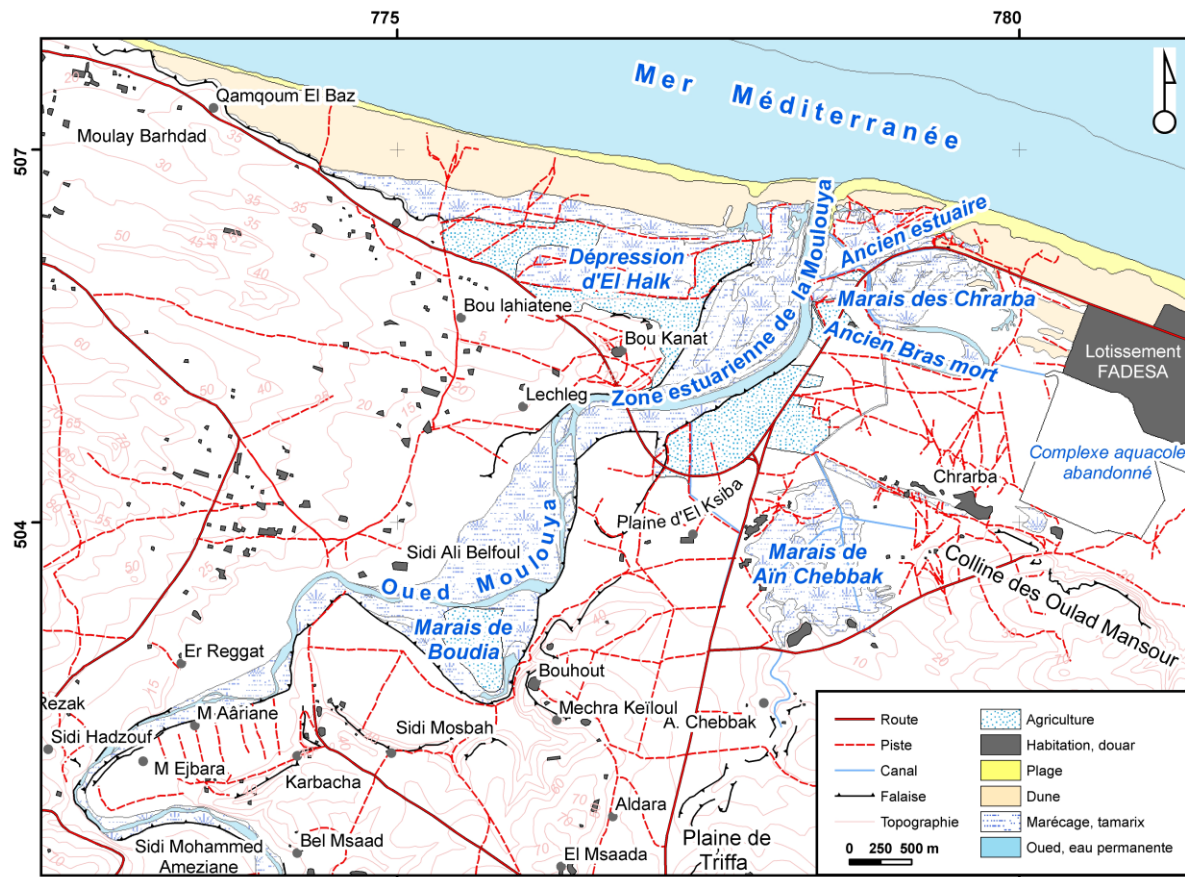 775
780
Mer Méditerranée
507
504
Qamqoum El Baz
Moulay Barhdad
Ancien estuaire
Dépression
d'El Halk
Zone estuarienne de la Moulouya
Marais des Chrarba
Ancien Bras mort
Bou lahiatene
Bou Kanat
Lotissement
FADESA
Lechleg
Complexe aquacole
abandonné
Chrarba
Plaine d'El Ksiba
Sidi Ali Belfoul
Oued Moulouya
Marais de
Aïn Chebbak
Colline des Oulad Mansour
Marais de
Boudia
Er Reggat
Bouhout
Rezak
M Aâriane
Mechra Keïloul
A. Chebbak
Sidi Hadzouf
Sidi Mosbah
M Ejbara
Karbacha
Aldara
Sidi Mohammed
Ameziane
Bel Msaad
El Msaada
Plaine de
Triffa
Route
Piste
Canal
Falaise
Topographie
0 250 500 m
Agriculture
Habitation, douar
Plage
Dune
Marécage, tamarix
Oued, eau permanente